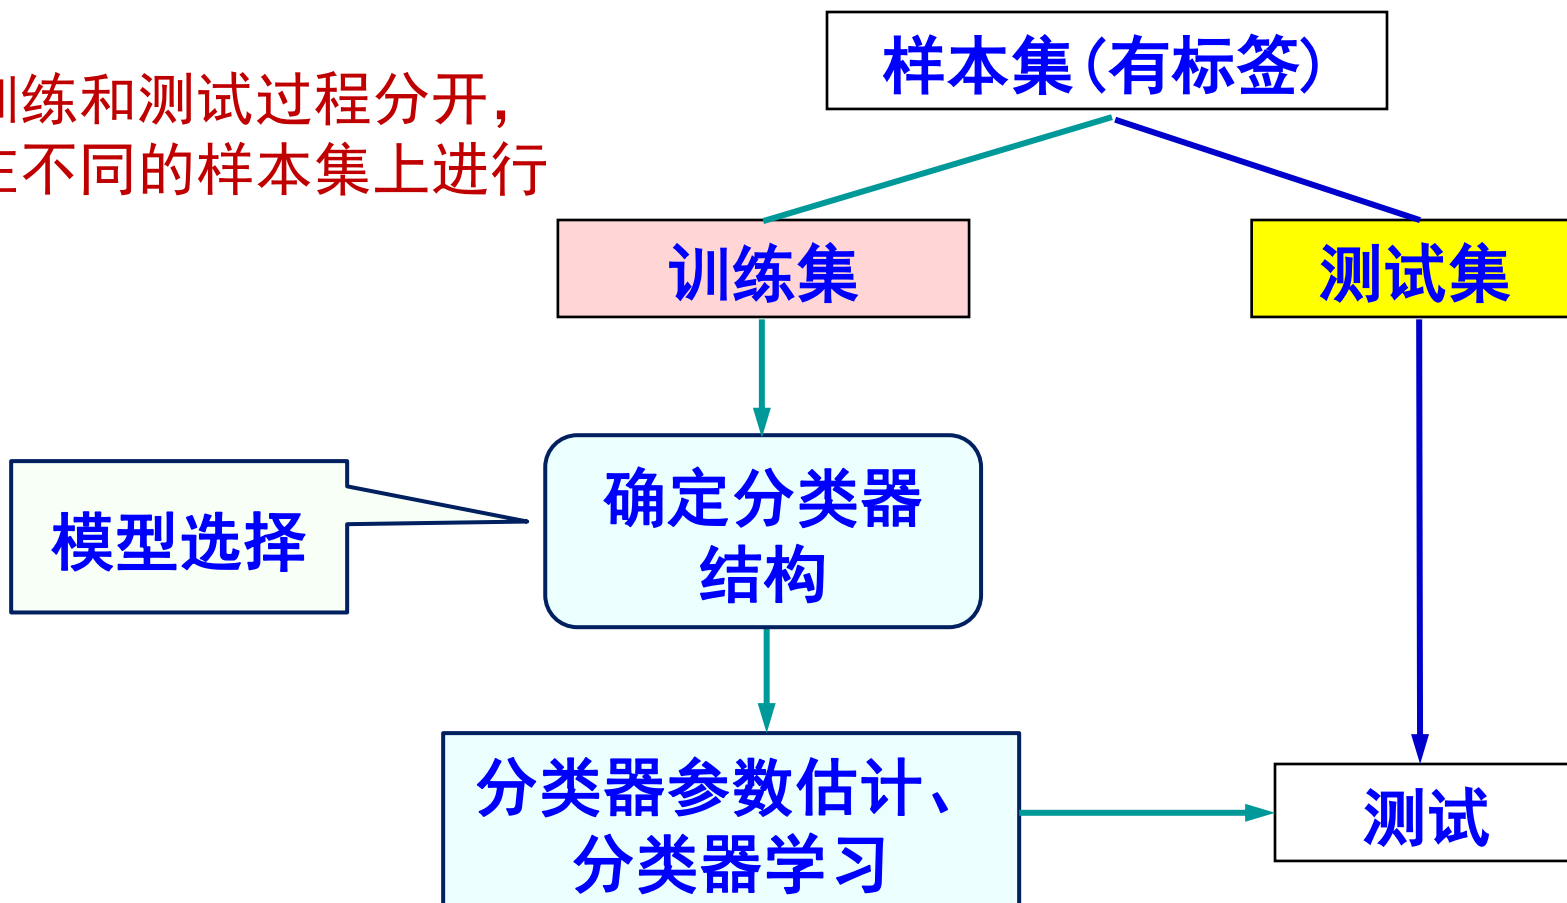 样本集(有标签)
训练和测试过程分开，
在不同的样本集上进行
训练集
测试集
确定分类器
结构
模型选择
分类器参数估计、
分类器学习
测试